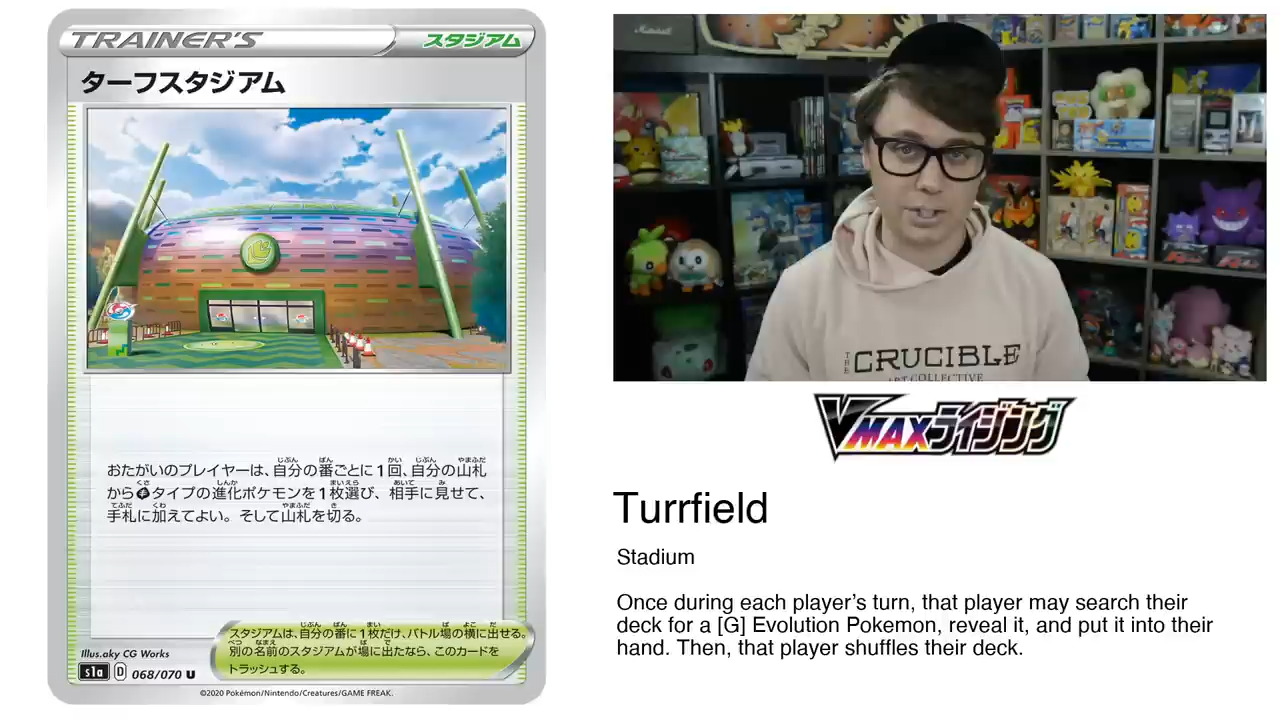 TRAINER'S
スタジアム
ターフスタジアム
おたがいのプレイヤーは、自分の番ごとに1回、自分の山札
からタイプの進化ポケモンを1枚選び、相手に見せて、
手札に加えてよい。そして山札を切る。
スタジアムは、自分の番に1枚だけ、バトル場の横に出せる。
別の名前のスタジアムが場に出たなら、このカードを
トラッシュする。
Illus.aky CG Works
s1a D 068/070 U
©2020 Pokémon/Nintendo/Creatures/GAME FREAK.
Marshall
THE CRUCIBLE
ART COLLECTIVE
VMAXライジング
Turrfield
Stadium
Once during each player's turn, that player may search their
deck for a [G] Evolution Pokemon, reveal it, and put it into their
hand. Then, that player shuffles their deck.